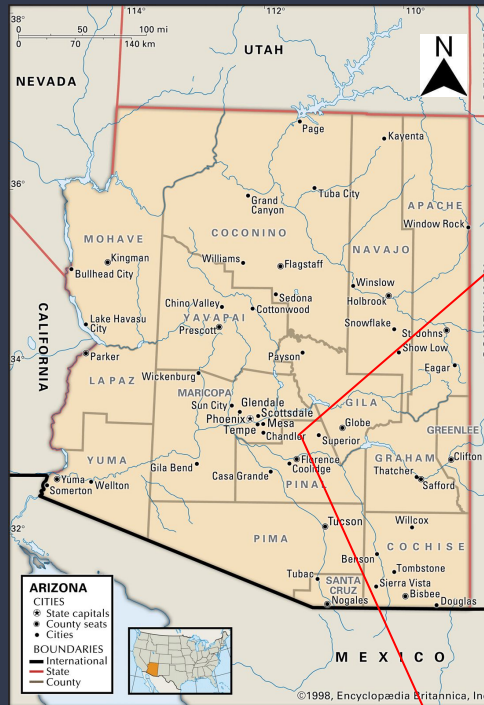 38°
114°
110°
0 50 100 mi
0 70 140 km
UTAH
N
NEVADA
Page
Kayenta
36°
Tuba City
Grand
Canyon
APACHE
Window Rock
COCONINO
MOHAVE
NAVAJO
Kingman
Williams
Flagstaff
Bullhead City
Winslow
Holbrook
Sedona
Chino Valley
Cottonwood
CALIFORNIA
Lake Havasu
City
YAVAPAI
Prescott
Snowflake
St. Johns
Show Low
34°
Parker
Payson
Eagar
LA PAZ
Wickenburg
MARICOPA
GILA
Sun City
Glendale
Scottsdale
Phoenix
Mesa
Tempe
Chandler
Globe
Superior
GREENLEE
YUMA
Gila Bend
Florence
Coolidge
GRAHAM
Clifton
Casa Grande
Thatcher
Safford
PINAL
Yuma
Somerton
Wellton
32°
Tucson
Willcox
PIMA
COCHISE
Benson
Tubac
Tombstone
SANTA
CRUZ
Sierra Vista
Bisbee
Nogales
Douglas
ARIZONA
CITIES
State capitals
County seats
Cities
BOUNDARIES
International
State
County
MEXICO
©1998, Encyclopædia Britannica, In